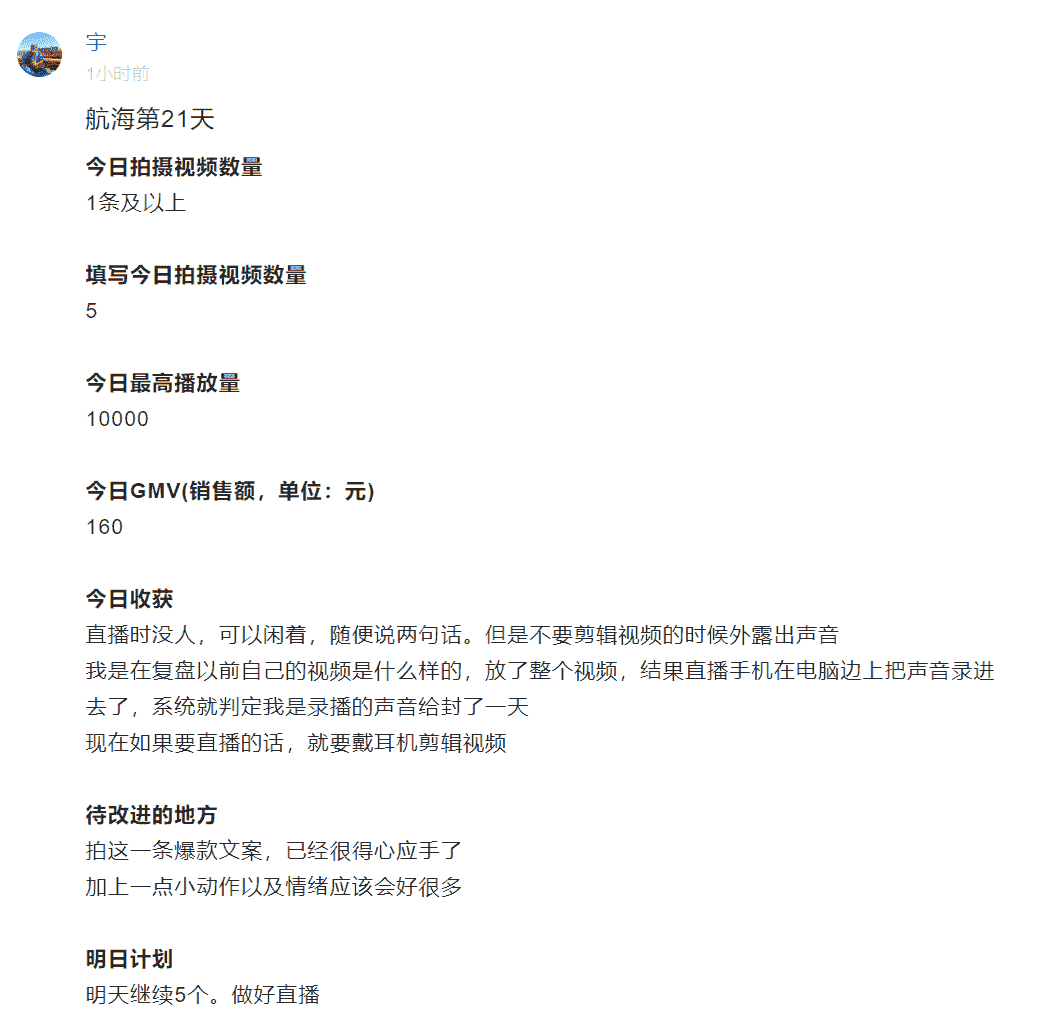 宇
1小时前
航海第21天
今日拍摄视频数量
1条及以上
填写今日拍摄视频数量
5
今日最高播放量
10000
今日GMV(销售额，单位：元)
160
今日收获
直播时没人，可以闲着，随便说两句话。但是不要剪辑视频的时候外露出声音
我是在复盘以前自己的视频是什么样的，放了整个视频，结果直播手机在电脑边上把声音录进
去了，系统就判定我是录播的声音给封了一天
现在如果要直播的话，就要戴耳机剪辑视频
待改进的地方
拍这一条爆款文案，已经很得心应手了
加上一点小动作以及情绪应该会好很多
明日计划
明天继续5个。做好直播